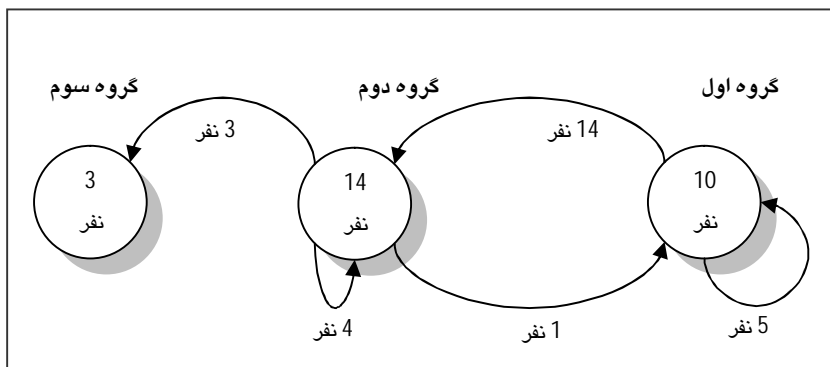 گروه اول
گروه دوم
گروه سوم
14 نفر
3 نفر
10
نفر
14
نفر
3
نفر
5 نفر
1 نفر
4 نفر